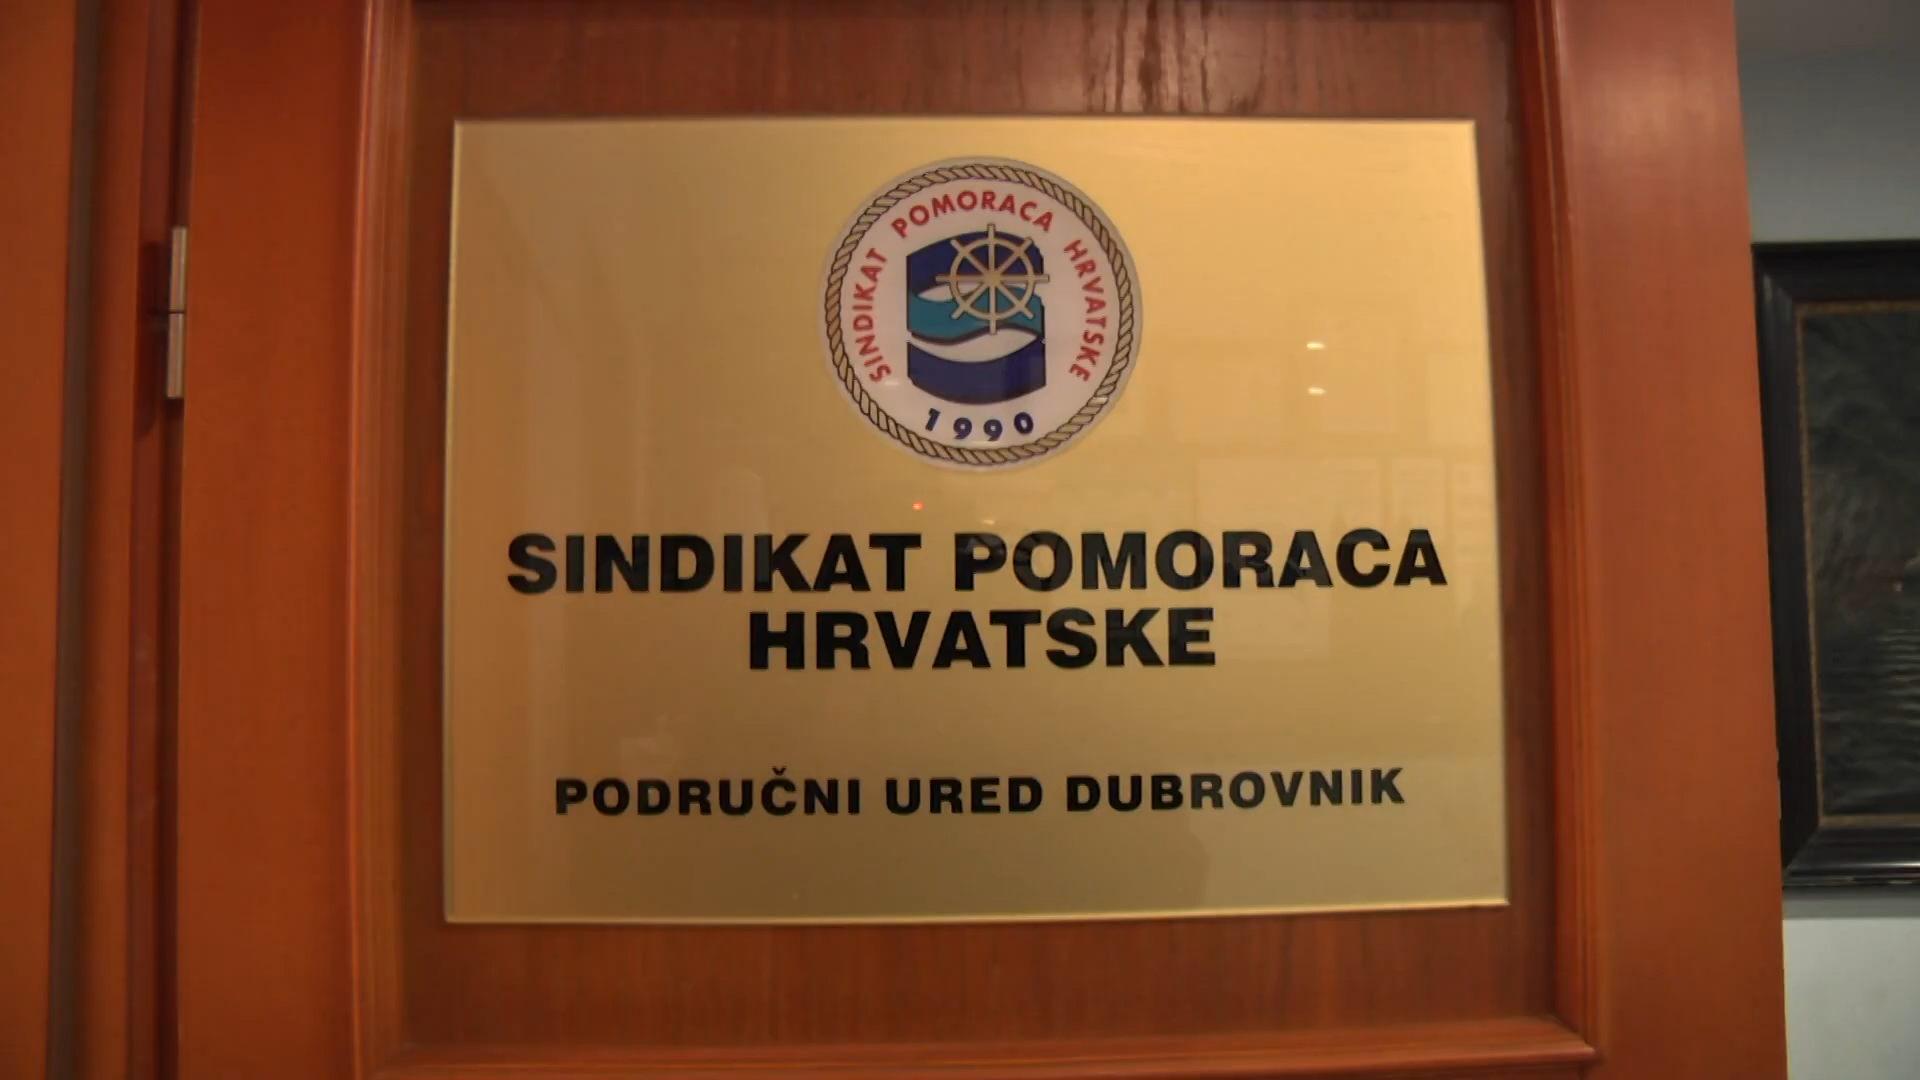 SINDIKAT POMORACA HRVATSKE
1990
SINDIKAT POMORACA
HRVATSKE
PODRUČNI URED DUBROVNIK